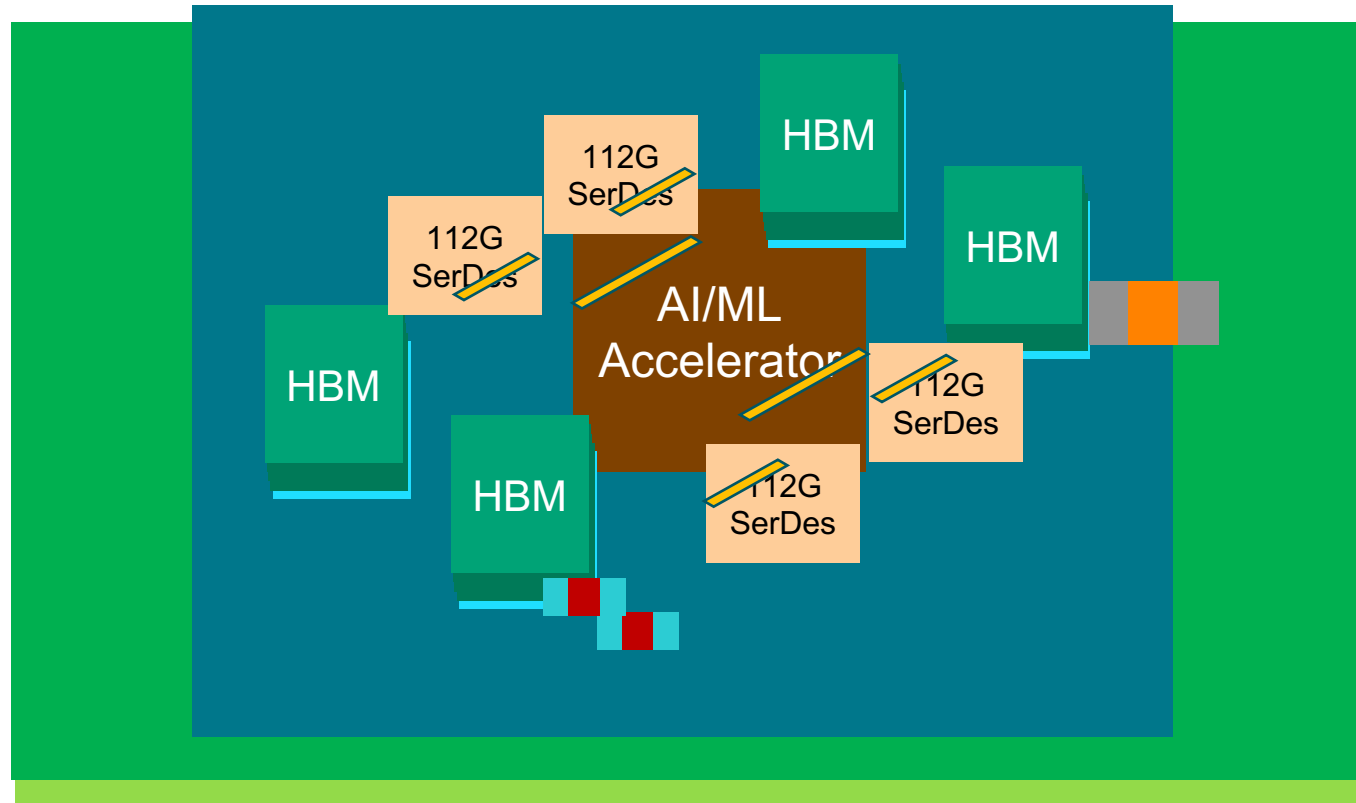 HBM
112G
SerDes
HBM
112G
SerDes
AI/ML
Accelerator
HBM
112G
SerDes
HBM
112G
SerDes